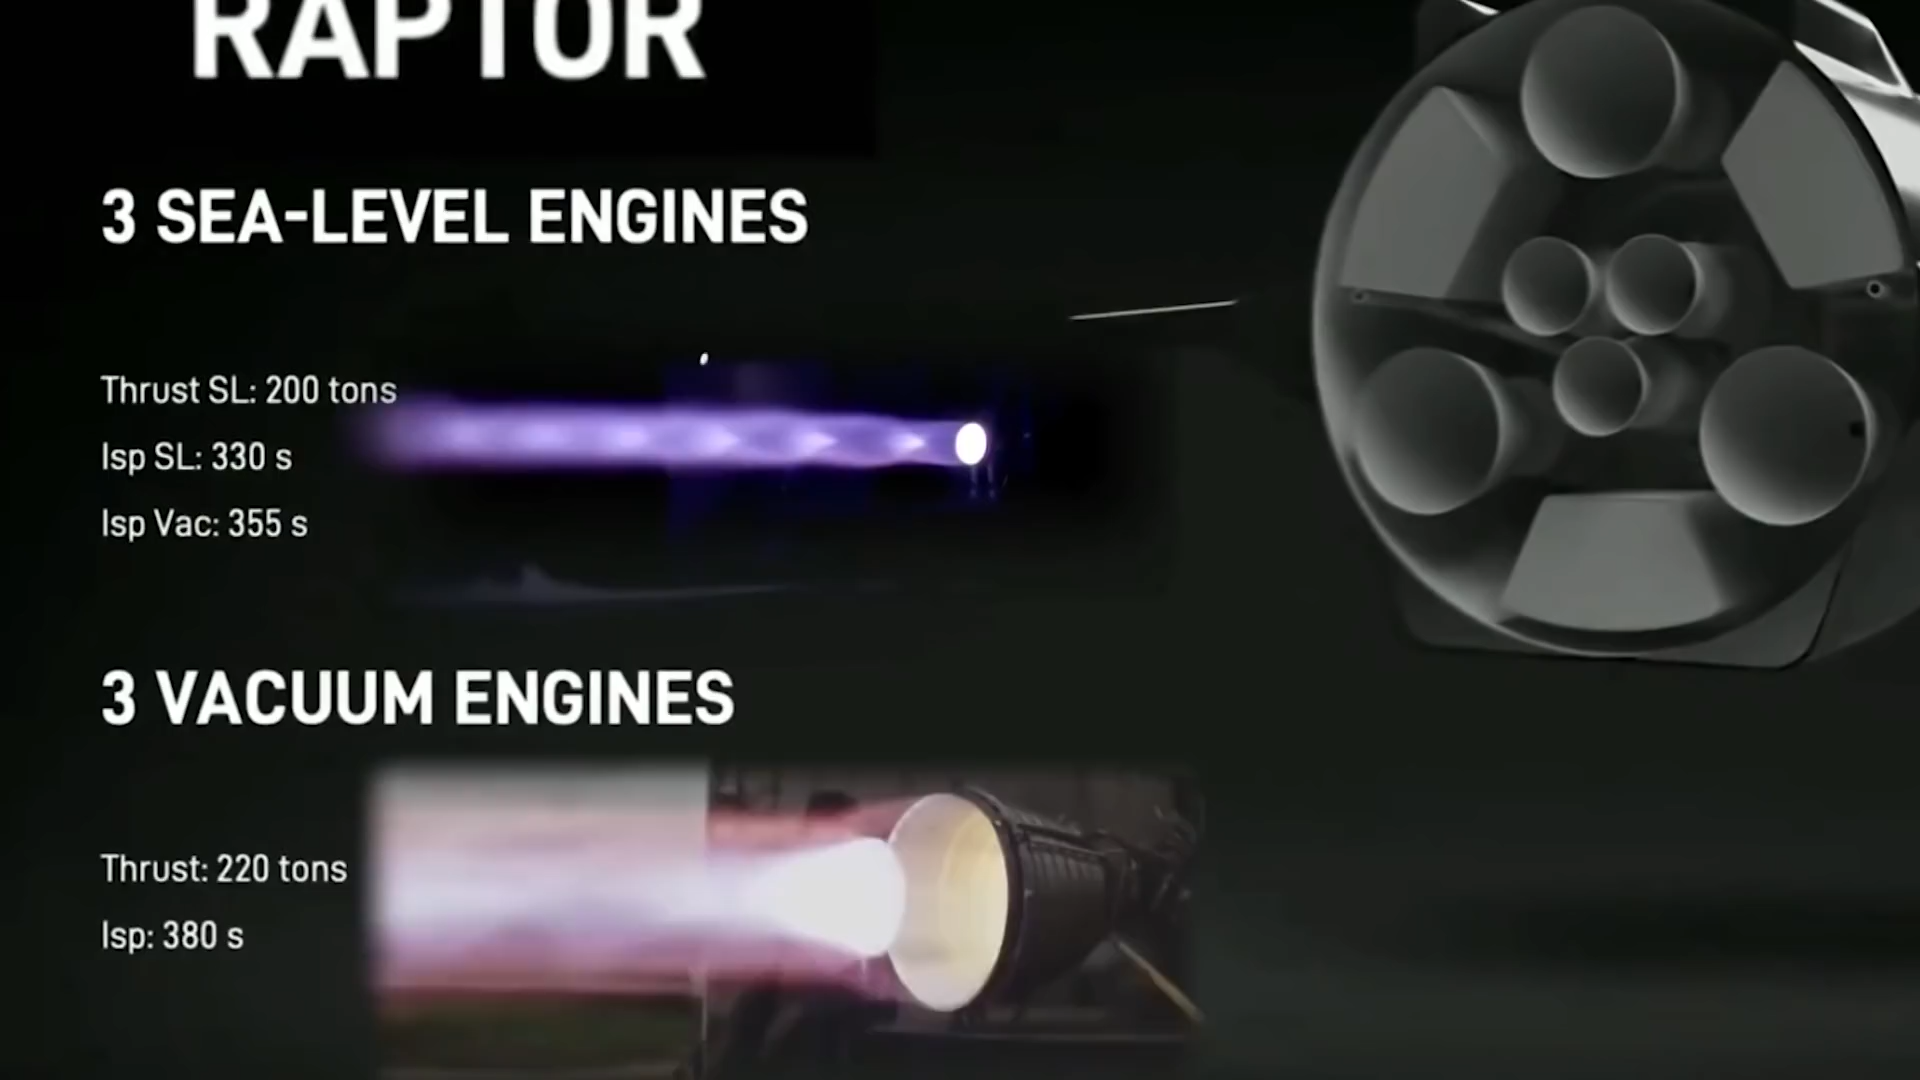 RAPTOR
3 SEA-LEVEL ENGINES
Thrust SL: 200 tons
Isp SL: 330 s
Isp Vac: 355 s
3 VACUUM ENGINES
Thrust: 220 tons
Isp: 380 s